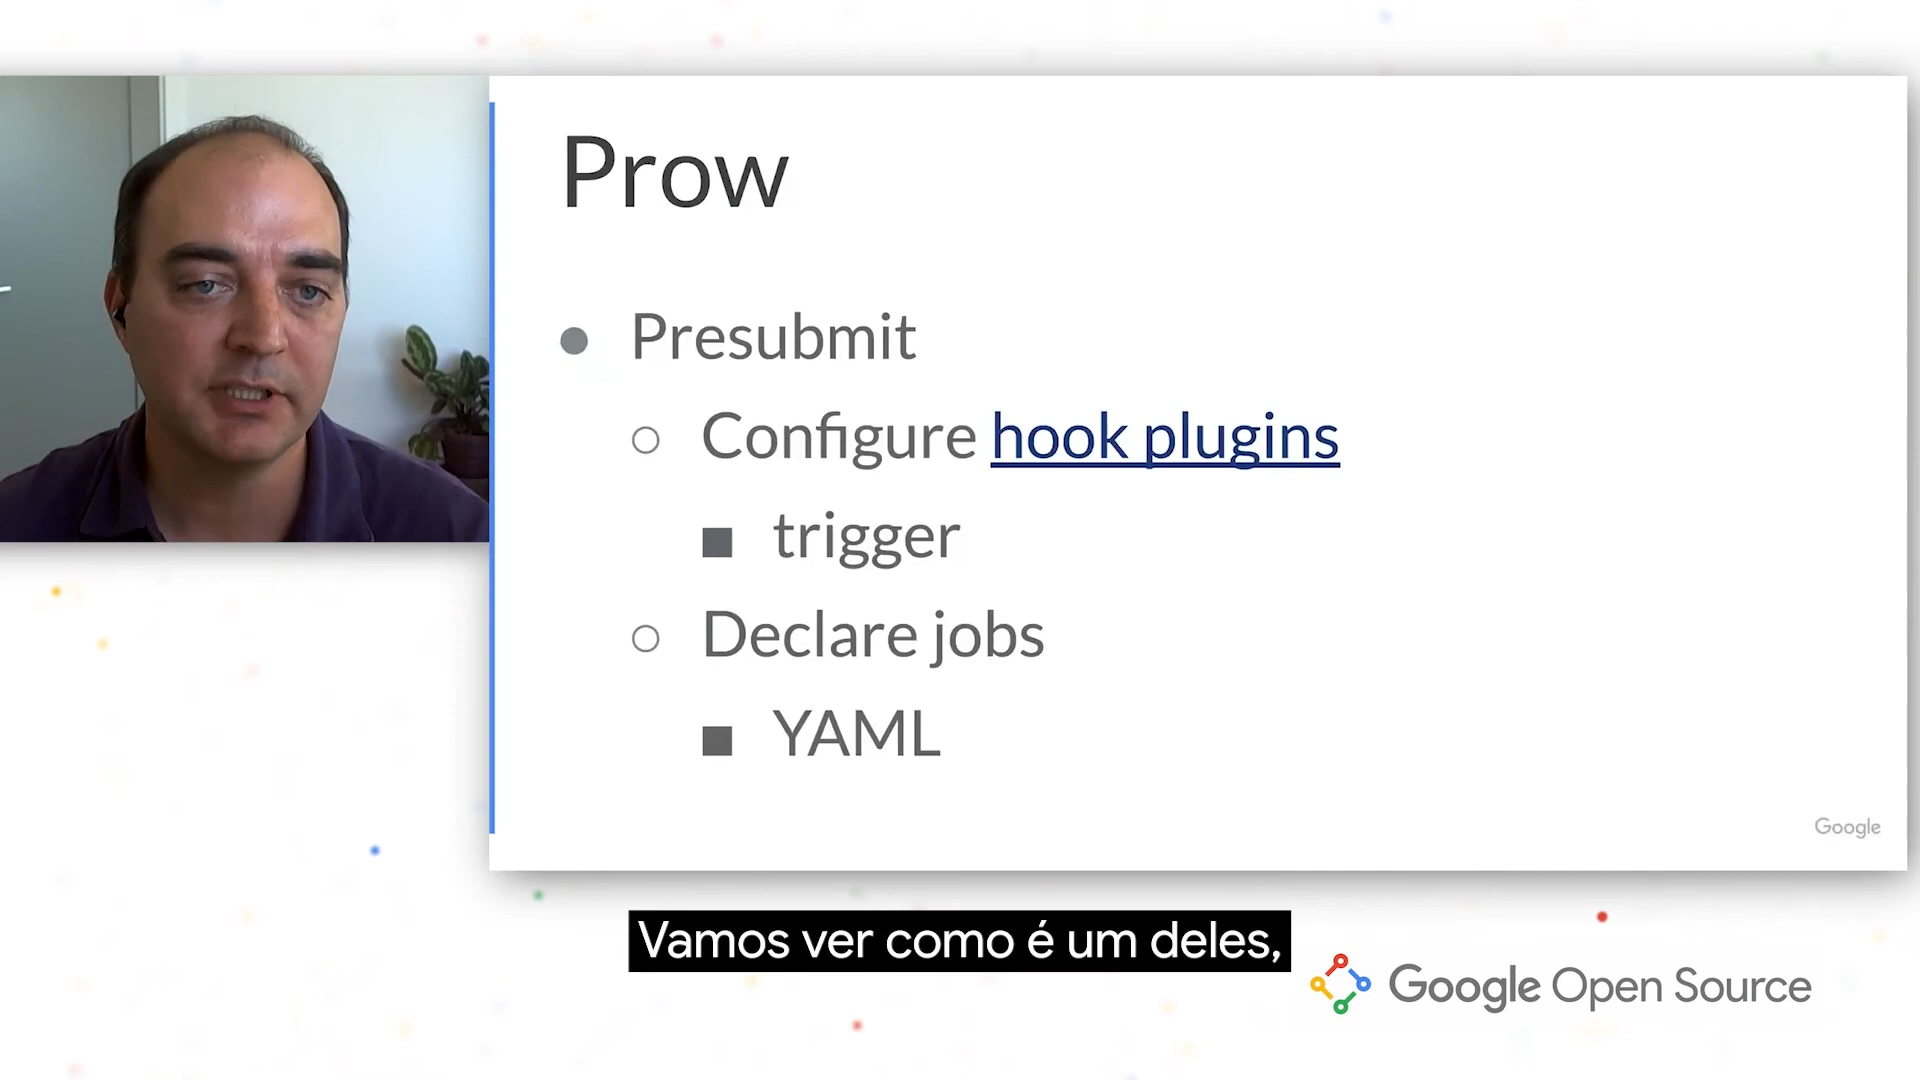 Prow
Presubmit
Configure hook plugins
trigger
Declare jobs
YAML
Google
Vamos ver como é um deles,
Google Open Source